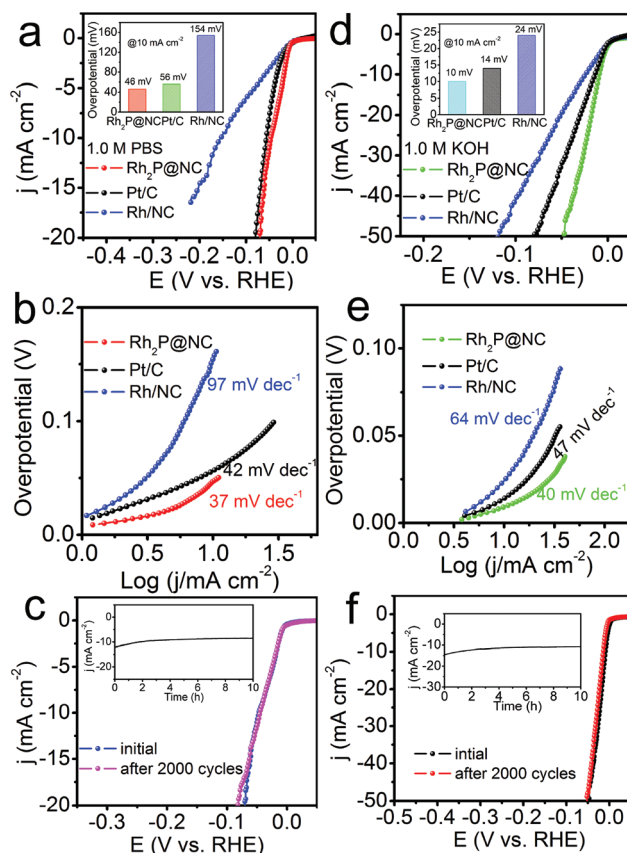 a
@10 mA cm⁻²
Overpotential (mV)
160
120
80
40
0
46 mV
56 mV
154 mV
Rh₂P@NC
Pt/C
Rh/NC
1.0 M PBS
Rh₂P@NC
Pt/C
Rh/NC
j (mA cm⁻²)
0
-5
-10
-15
-20
-0.4
-0.3
-0.2
-0.1
0.0
E (V vs. RHE)
d
@10 mA cm⁻²
Overpotential (mV)
25
20
15
10
5
0
10 mV
14 mV
24 mV
Rh₂P@NC
Pt/C
Rh/NC
1.0 M KOH
Rh₂P@NC
Pt/C
Rh/NC
j (mA cm⁻²)
0
-10
-20
-30
-40
-50
-0.2
-0.1
0.0
E (V vs. RHE)
b
Rh₂P@NC
Pt/C
Rh/NC
97 mV dec⁻¹
42 mV dec⁻¹
37 mV dec⁻¹
Overpotential (V)
0.2
0.1
0.0
0.0
0.5
1.0
1.5
Log (j/mA cm⁻²)
e
Rh₂P@NC
Pt/C
Rh/NC
64 mV dec⁻¹
47 mV dec⁻¹
40 mV dec⁻¹
Overpotential (V)
0.10
0.05
0.00
0.0
0.5
1.0
1.5
2.0
Log (j/mA cm⁻²)
c
j (mA cm⁻²)
0
-10
-20
-30
0
2
4
6
8
10
Time (h)
initial
after 2000 cycles
j (mA cm⁻²)
0
-5
-10
-15
-20
-0.3
-0.2
-0.1
0.0
E (V vs. RHE)
f
j (mA cm⁻²)
0
-10
-20
-30
0
2
4
6
8
10
Time (h)
intial
after 2000 cycles
j (mA cm⁻²)
0
-10
-20
-30
-40
-50
-0.5
-0.4
-0.3
-0.2
-0.1
0.0
E (V vs. RHE)